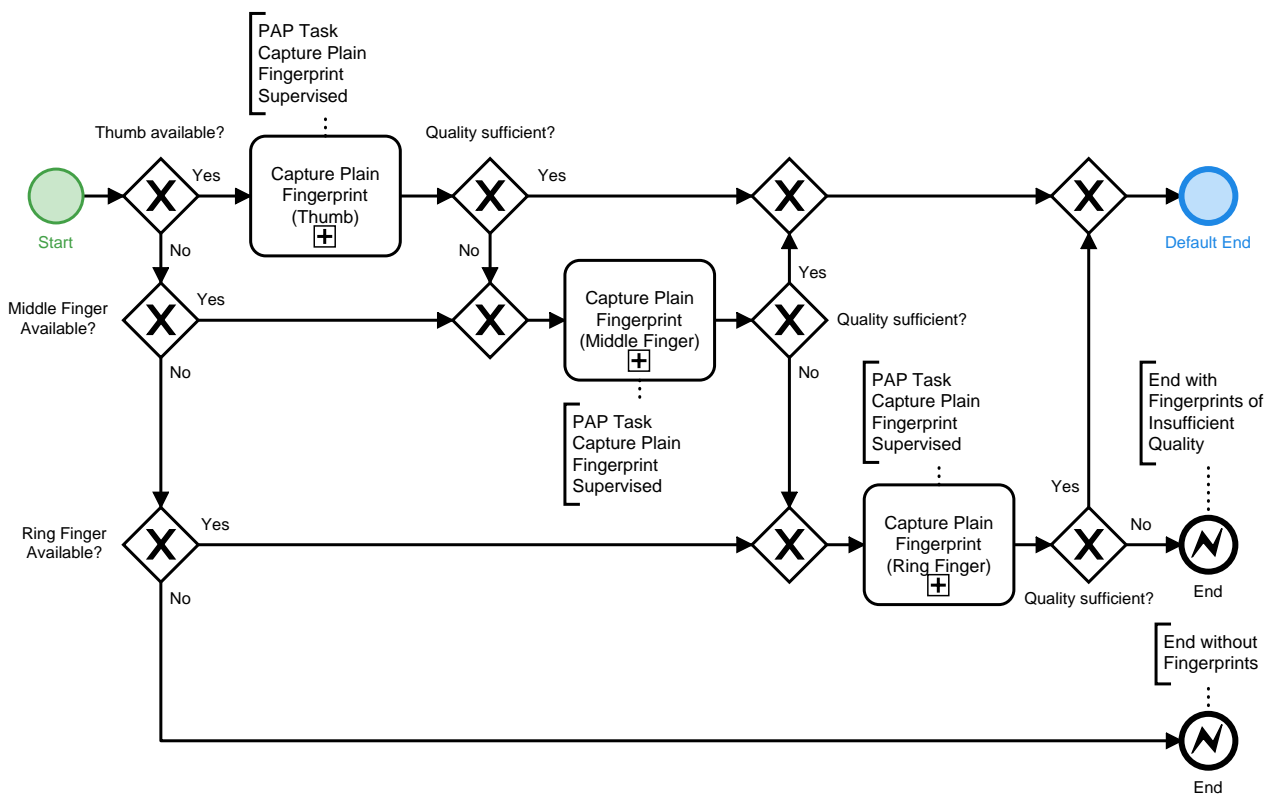 PAP Task
Capture Plain
Fingerprint
Supervised
Thumb available?
Quality sufficient?
Yes
Capture Plain
Fingerprint
(Thumb)
Yes
Start
No
No
Default End
Middle Finger
Available?
Yes
Capture Plain
Fingerprint
(Middle Finger)
Yes
Quality sufficient?
No
No
PAP Task
Capture Plain
Fingerprint
Supervised
PAP Task
Capture Plain
Fingerprint
Supervised
End with
Fingerprints of
Insufficient
Quality
Ring Finger
Available?
Yes
Capture Plain
Fingerprint
(Ring Finger)
Yes
No
Quality sufficient?
End
No
End without
Fingerprints
End